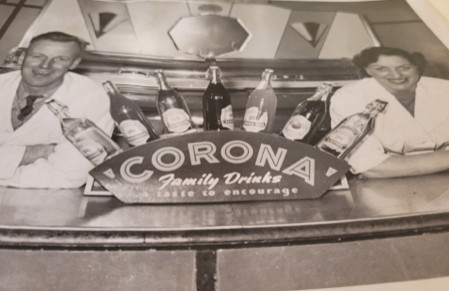 CORONA
Family Drinks
a taste to encourage